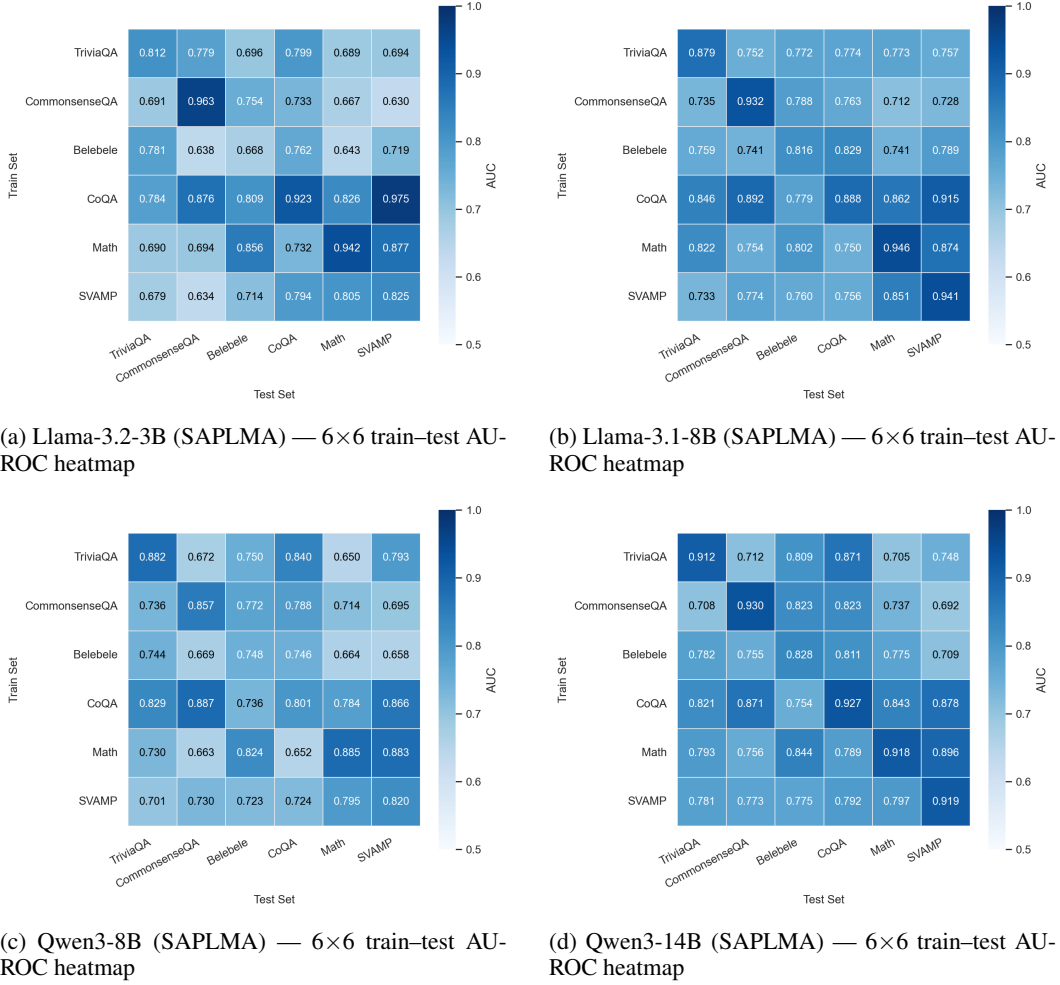 TriviaQA 0.812 0.779 0.696 0.799 0.689 0.694
CommonsenseQA 0.691 0.963 0.754 0.733 0.667 0.630
Belebele 0.781 0.638 0.668 0.762 0.643 0.719
CoQA 0.784 0.876 0.809 0.923 0.826 0.975
Math 0.690 0.694 0.856 0.732 0.942 0.877
SVAMP 0.679 0.634 0.714 0.794 0.805 0.825
Train Set
TriviaQA CommonsenseQA Belebele CoQA Math SVAMP
Test Set
1.0
0.9
0.8
0.7
0.6
0.5
AUC
(a) Llama-3.2-3B (SAPLMA) — 6×6 train–test AU-
ROC heatmap
TriviaQA 0.879 0.752 0.772 0.774 0.773 0.757
CommonsenseQA 0.735 0.932 0.788 0.763 0.712 0.728
Belebele 0.759 0.741 0.816 0.829 0.741 0.789
CoQA 0.846 0.892 0.779 0.888 0.862 0.915
Math 0.822 0.754 0.802 0.750 0.946 0.874
SVAMP 0.733 0.774 0.760 0.756 0.851 0.941
Train Set
TriviaQA CommonsenseQA Belebele CoQA Math SVAMP
Test Set
1.0
0.9
0.8
0.7
0.6
0.5
AUC
(b) Llama-3.1-8B (SAPLMA) — 6×6 train–test AU-
ROC heatmap
TriviaQA 0.882 0.672 0.750 0.840 0.650 0.793
CommonsenseQA 0.736 0.857 0.772 0.788 0.714 0.695
Belebele 0.744 0.669 0.748 0.746 0.664 0.658
CoQA 0.829 0.887 0.736 0.801 0.784 0.866
Math 0.730 0.663 0.824 0.652 0.885 0.883
SVAMP 0.701 0.730 0.723 0.724 0.795 0.820
Train Set
TriviaQA CommonsenseQA Belebele CoQA Math SVAMP
Test Set
1.0
0.9
0.8
0.7
0.6
0.5
AUC
(c) Qwen3-8B (SAPLMA) — 6×6 train–test AU-
ROC heatmap
TriviaQA 0.912 0.712 0.809 0.871 0.705 0.748
CommonsenseQA 0.708 0.930 0.823 0.823 0.737 0.692
Belebele 0.782 0.755 0.828 0.811 0.775 0.709
CoQA 0.821 0.871 0.754 0.927 0.843 0.878
Math 0.793 0.756 0.844 0.789 0.918 0.896
SVAMP 0.781 0.773 0.775 0.792 0.797 0.919
Train Set
TriviaQA CommonsenseQA Belebele CoQA Math SVAMP
Test Set
1.0
0.9
0.8
0.7
0.6
0.5
AUC
(d) Qwen3-14B (SAPLMA) — 6×6 train–test AU-
ROC heatmap